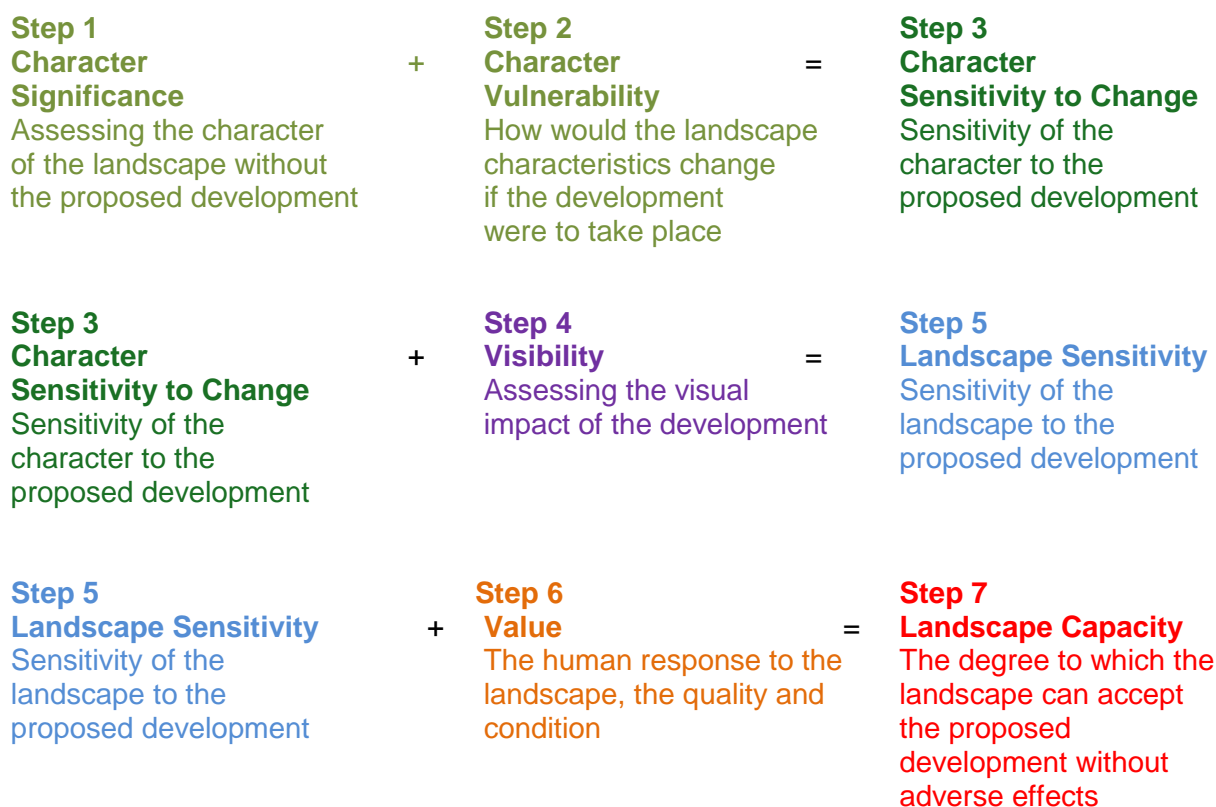 Step 1
Character
Significance
Assessing the character
of the landscape without
the proposed development
+
Step 2
Character
Vulnerability
How would the landscape
characteristics change
if the development
were to take place
=
Step 3
Character
Sensitivity to Change
Sensitivity of the
character to the
proposed development
Step 3
Character
Sensitivity to Change
Sensitivity of the
character to the
proposed development
+
Step 4
Visibility
Assessing the visual
impact of the development
=
Step 5
Landscape Sensitivity
Sensitivity of the
landscape to the
proposed development
Step 5
Landscape Sensitivity
Sensitivity of the
landscape to the
proposed development
+
Step 6
Value
The human response to the
landscape, the quality and
condition
=
Step 7
Landscape Capacity
The degree to which the
landscape can accept
the proposed
development without
adverse effects